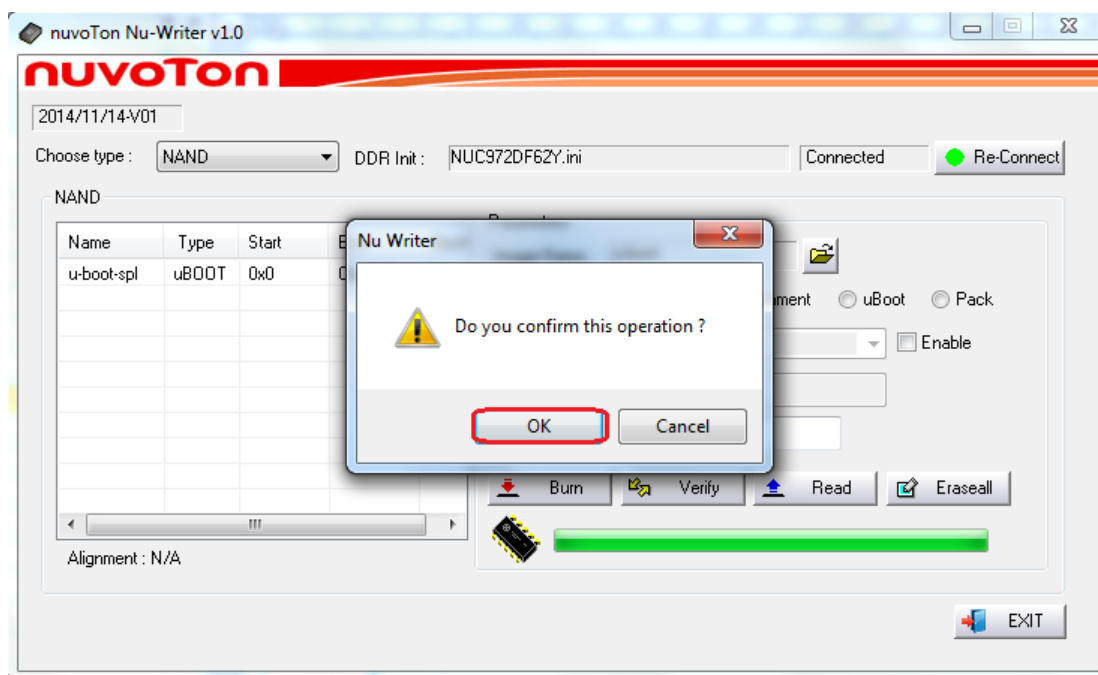 nuvoTon Nu-Writer v1.0
nuvoTon
2014/11/14-V01
Choose type : NAND DDR Init : NUC972DF62Y.ini Connected Re-Connect
NAND
Nu Writer
Name Type Start
u-boot-spl uBOOT 0x0
uBoot Pack
Do you confirm this operation ?
Enable
OK Cancel
Burn Verify Read Eraseall
Alignment : N/A
EXIT